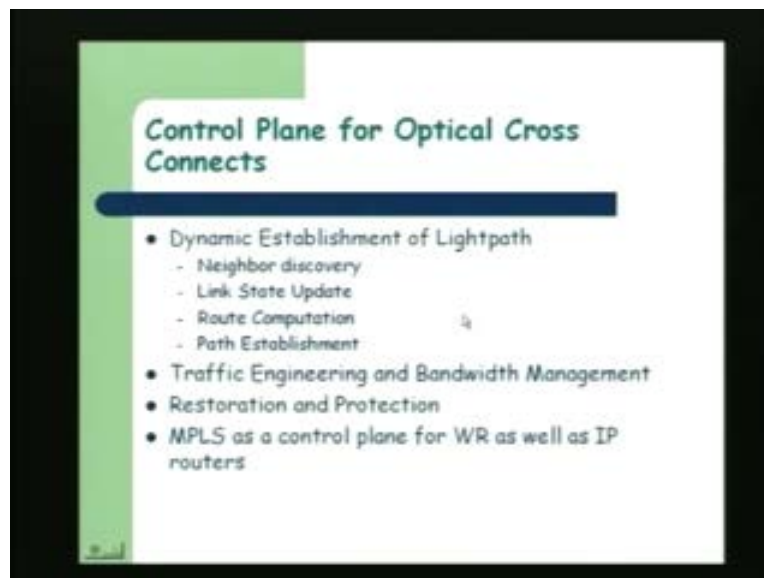 Control Plane for Optical Cross
Connects
• Dynamic Establishment of Lightpath
- Neighbor discovery
- Link State Update
- Route Computation
- Path Establishment
• Traffic Engineering and Bandwidth Management
• Restoration and Protection
• MPLS as a control plane for WR as well as IP
routers